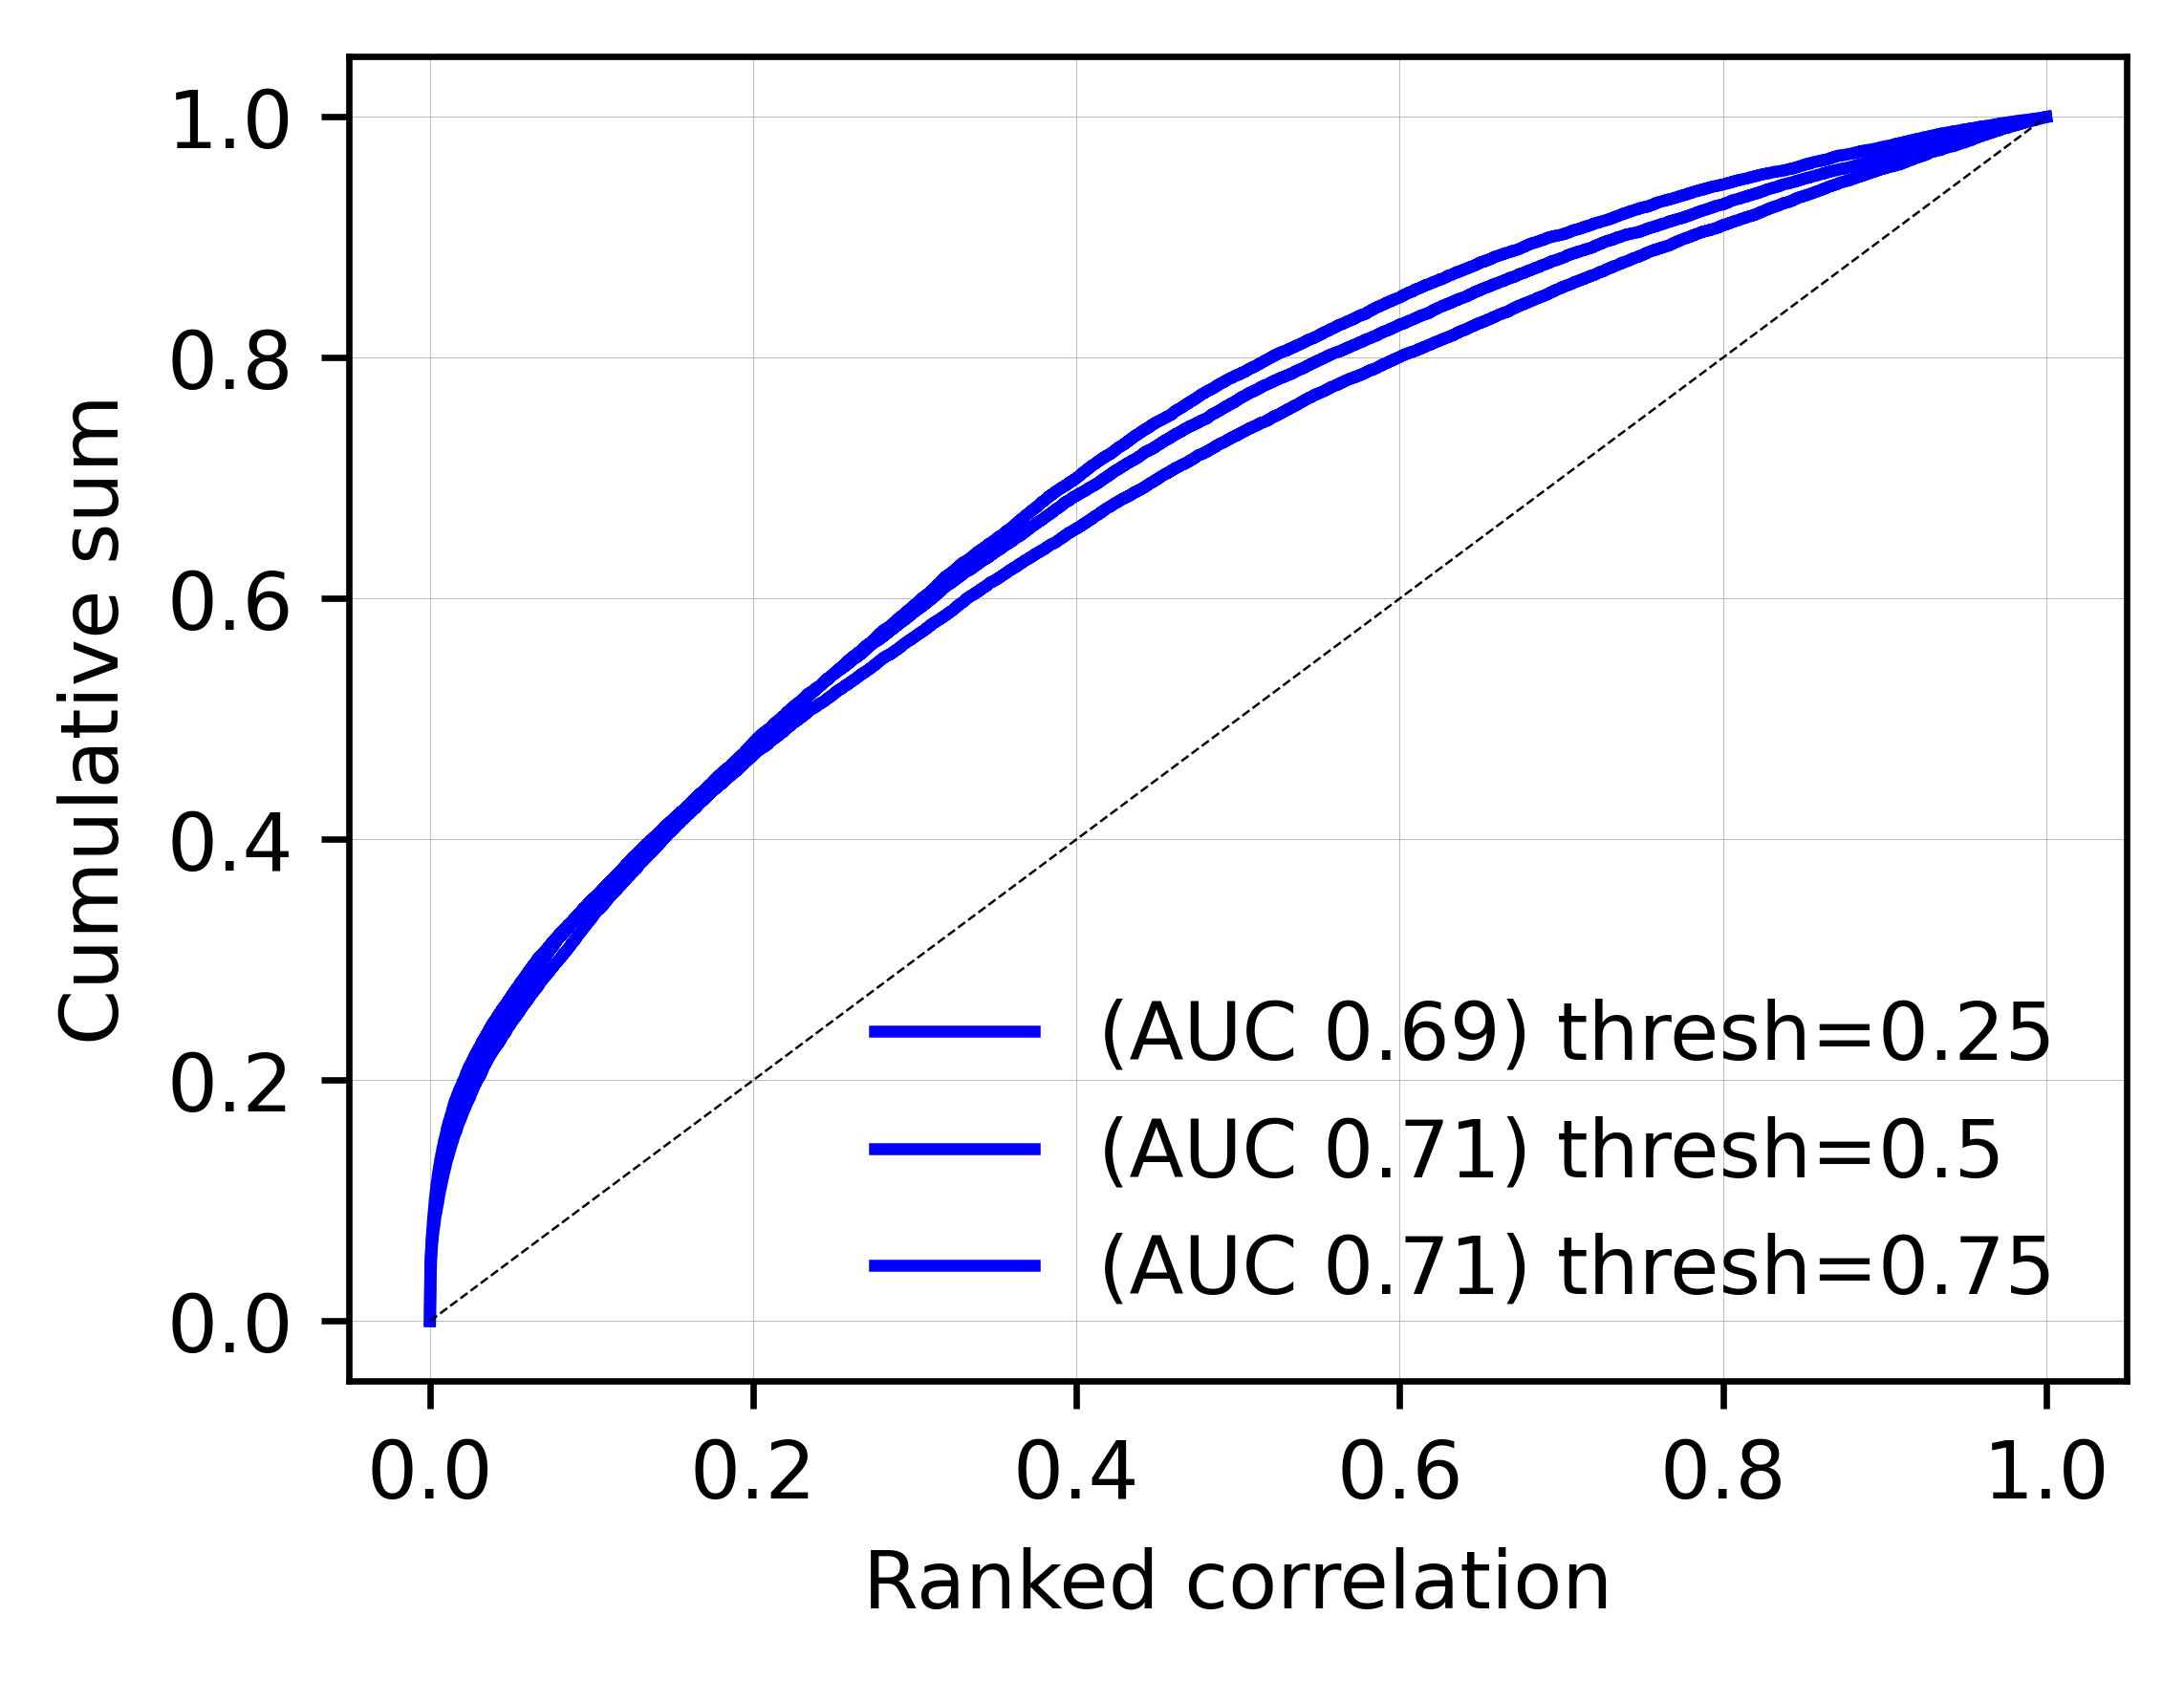 1.0
0.8
0.6
0.4
0.2
0.0
Cumulative sum
(AUC 0.69) thresh=0.25
(AUC 0.71) thresh=0.5
(AUC 0.71) thresh=0.75
0.0 0.2 0.4 0.6 0.8 1.0
Ranked correlation